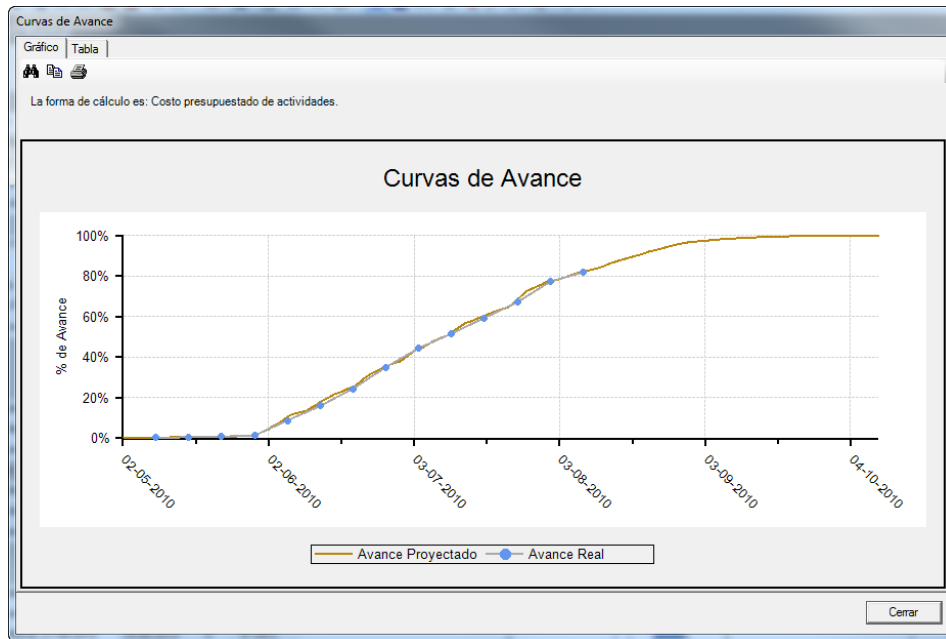 Curvas de Avance
Gráfico
Tabla
La forma de cálculo es: Costo presupuestado de actividades.
Curvas de Avance
% de Avance
100%
80%
60%
40%
20%
0%
02-05-2010
02-06-2010
03-07-2010
03-08-2010
03-09-2010
04-10-2010
Avance Proyectado
Avance Real
Cerrar